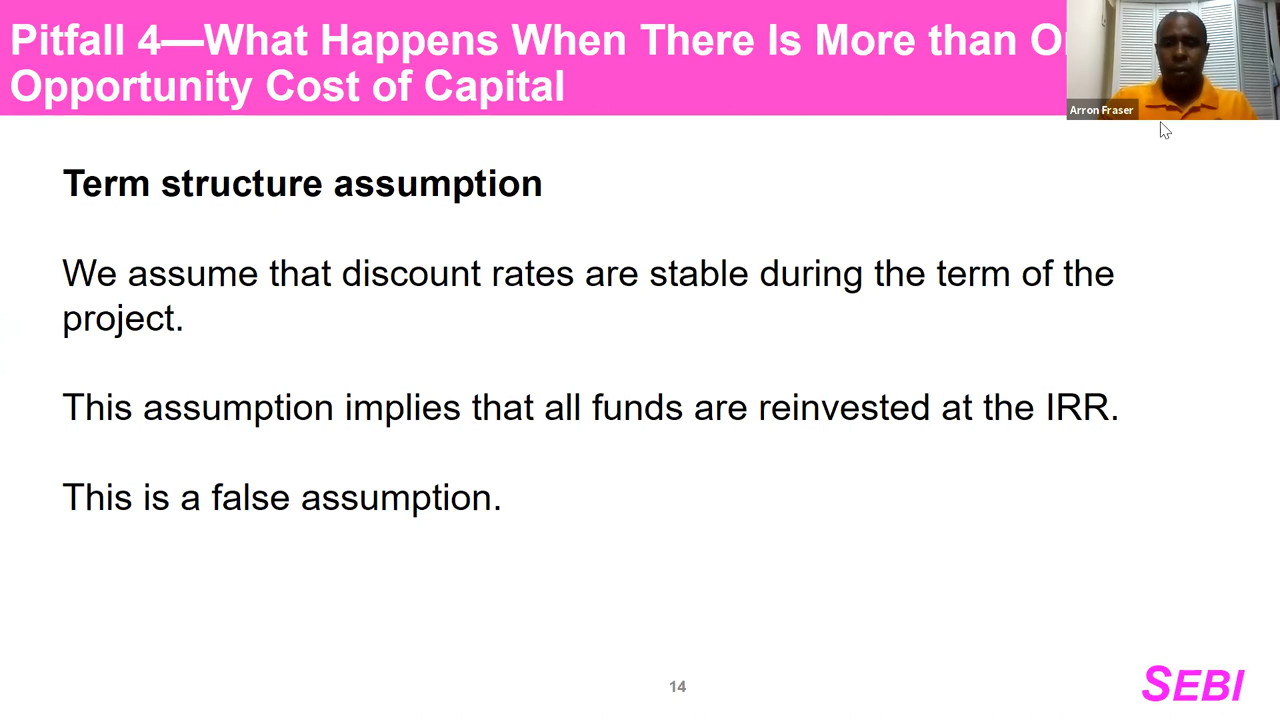 Pitfall 4—What Happens When There Is More than
Opportunity Cost of Capital
Arron Fraser
Term structure assumption
We assume that discount rates are stable during the term of the
project.
This assumption implies that all funds are reinvested at the IRR.
This is a false assumption.
14
SEBI